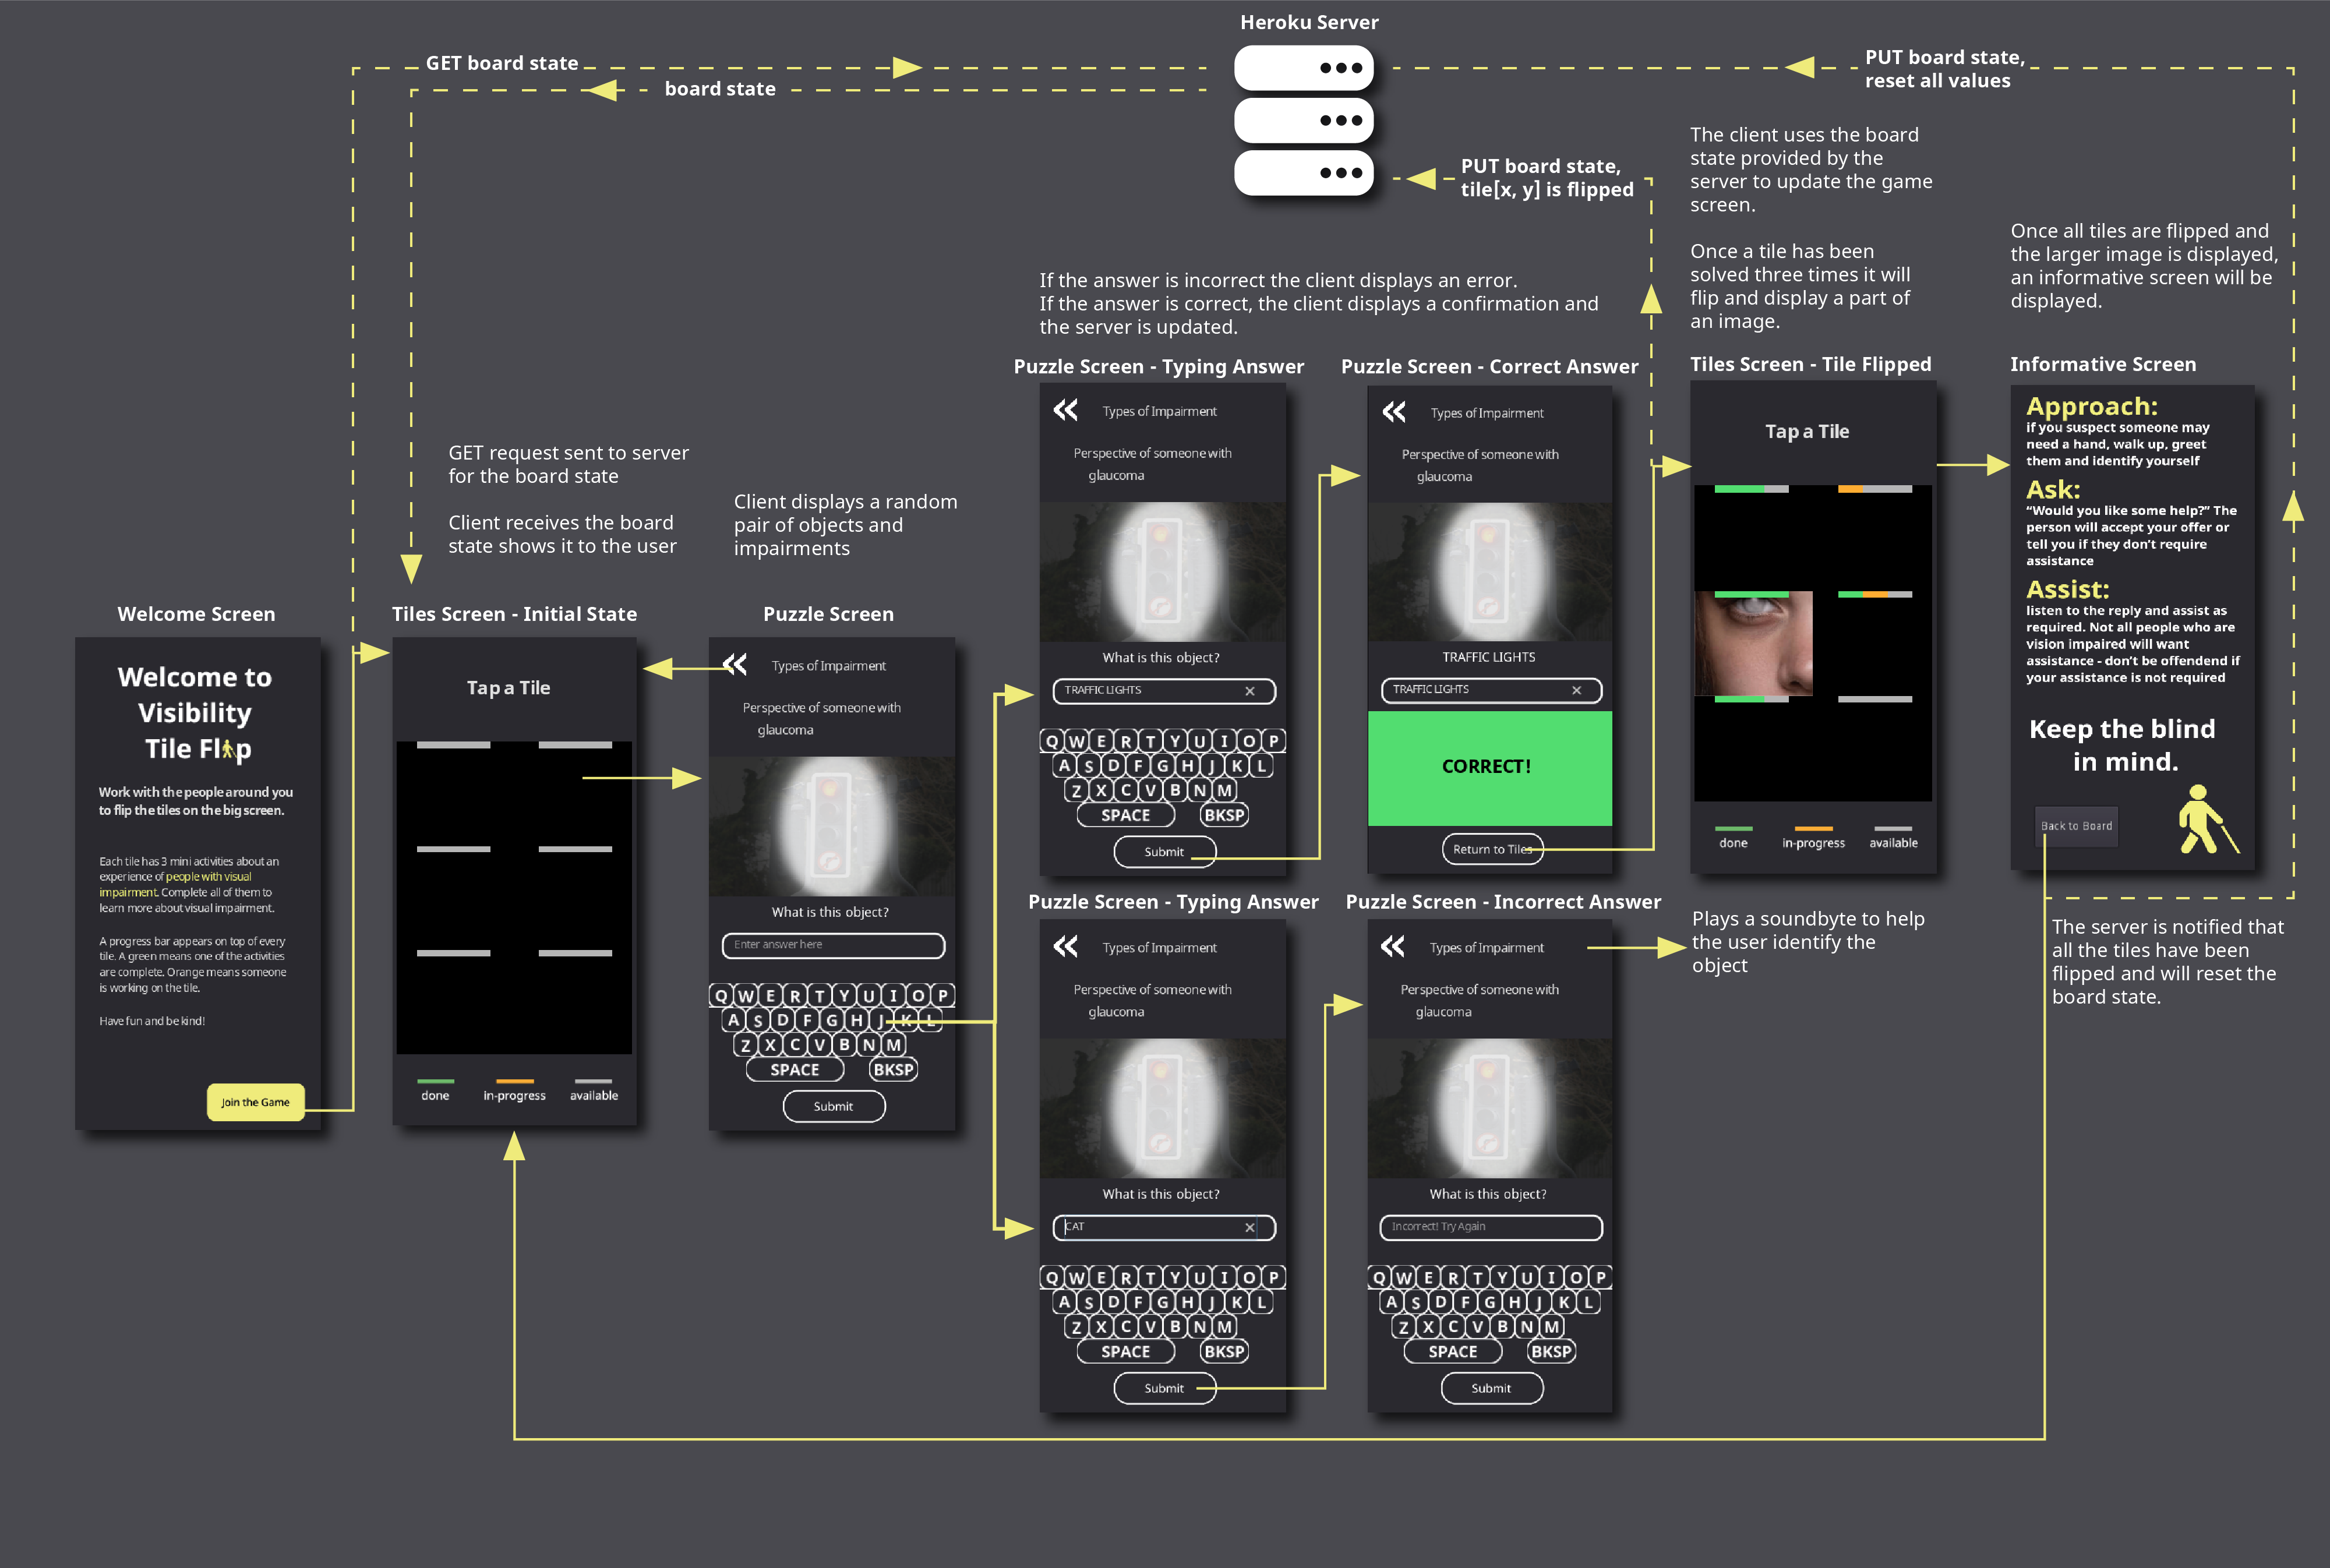 Heroku Server
GET board state
board state
PUT board state,
reset all values
PUT board state,
tile[x, y] is flipped
The client uses the board
state provided by the
server to update the game
screen.
Once a tile has been
solved three times it will
flip and display a part of
an image.
Once all tiles are flipped and
the larger image is displayed,
an informative screen will be
displayed.
If the answer is incorrect the client displays an error.
If the answer is correct, the client displays a confirmation and
the server is updated.
GET request sent to server
for the board state
Client receives the board
state shows it to the user
Client displays a random
pair of objects and
impairments
Welcome Screen
Welcome to
Visibility
Tile Flip
Work with the people around you
to flip the tiles on the big screen.
Each tile has 3 mini activities about an
experience of people with visual
impairment. Complete all of them to
learn more about visual impairment.
A progress bar appears on top of every
tile. A green means one of the activities
are complete. Orange means someone
is working on the tile.
Have fun and be kind!
Join the Game
Tiles Screen - Initial State
Tap a Tile
done
in-progress
available
Puzzle Screen
Types of Impairment
Perspective of someone with
glaucoma
What is this object?
Enter answer here
Q W E R T Y U I O P
A S D F G H J K L
Z X C V B N M
SPACE BKSP
Submit
Puzzle Screen - Typing Answer
Types of Impairment
Perspective of someone with
glaucoma
What is this object?
TRAFFIC LIGHTS ×
Q W E R T Y U I O P
A S D F G H J K L
Z X C V B N M
SPACE BKSP
Submit
Puzzle Screen - Correct Answer
Types of Impairment
Perspective of someone with
glaucoma
TRAFFIC LIGHTS
TRAFFIC LIGHTS ×
CORRECT!
Return to Tiles
Tiles Screen - Tile Flipped
Tap a Tile
done
in-progress
available
Informative Screen
Approach:
if you suspect someone may
need a hand, walk up, greet
them and identify yourself
Ask:
“Would you like some help?” The
person will accept your offer or
tell you if they don’t require
assistance
Assist:
listen to the reply and assist as
required. Not all people who are
vision impaired will want
assistance - don’t be offendend if
your assistance is not required
Keep the blind
in mind.
Back to Board
Puzzle Screen - Typing Answer
Types of Impairment
Perspective of someone with
glaucoma
What is this object?
CAT ×
Q W E R T Y U I O P
A S D F G H J K L
Z X C V B N M
SPACE BKSP
Submit
Puzzle Screen - Incorrect Answer
Types of Impairment
Perspective of someone with
glaucoma
What is this object?
Incorrect! Try Again
Q W E R T Y U I O P
A S D F G H J K L
Z X C V B N M
SPACE BKSP
Submit
Plays a soundbyte to help
the user identify the
object
The server is notified that
all the tiles have been
flipped and will reset the
board state.